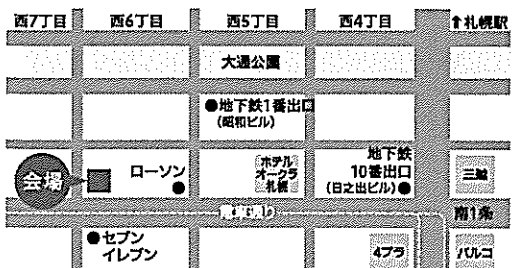 西7丁目 西6丁目 西5丁目 西4丁目 ⬆札幌駅
大通公園
●地下鉄1番出口
(昭和ビル)
会場
ローソン
ホテル
オークラ
札幌
地下鉄
10番出口
(日之出ビル)
三越
電車通り
南1条
セブン
イレブン
4プラ
パルコ